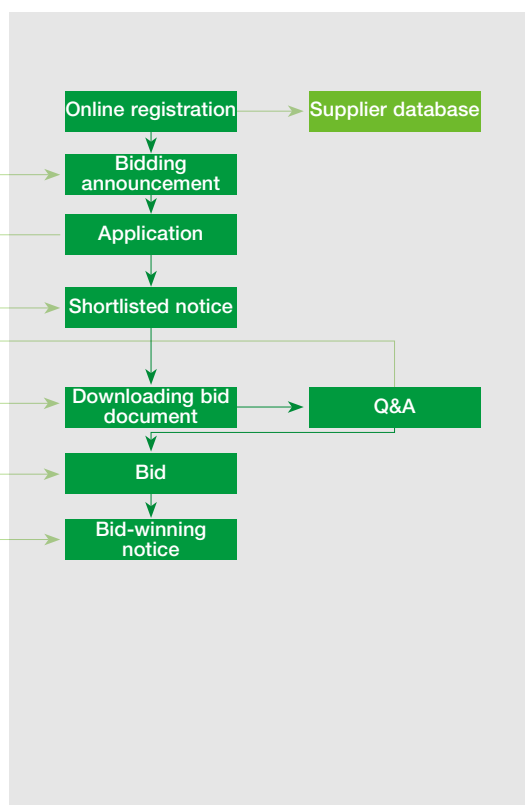 Online registration
Supplier database
Bidding
announcement
Application
Shortlisted notice
Downloading bid
document
Q&A
Bid
Bid-winning
notice